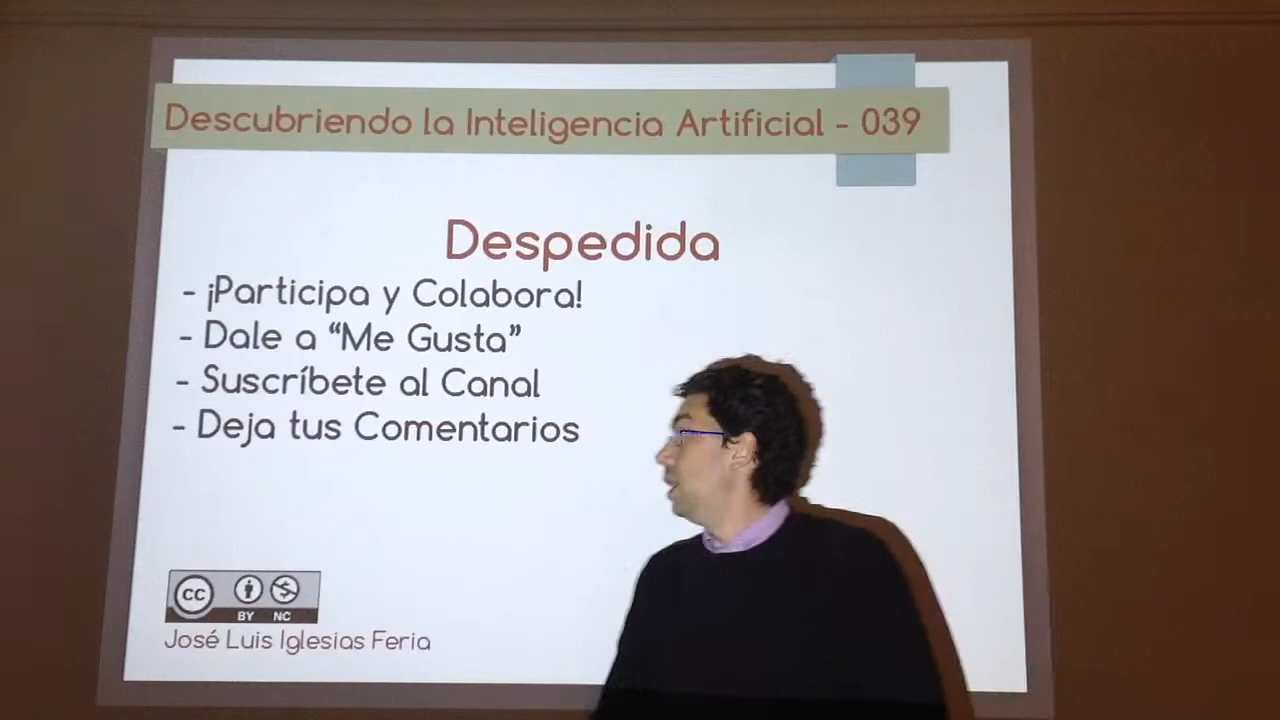 Descubriendo la Inteligencia Artificial - 039
Despedida
- ¡Participa y Colabora!
- Dale a “Me Gusta”
- Suscríbete al Canal
- Deja tus Comentarios
CC
BY NC
José Luis Iglesias Feria